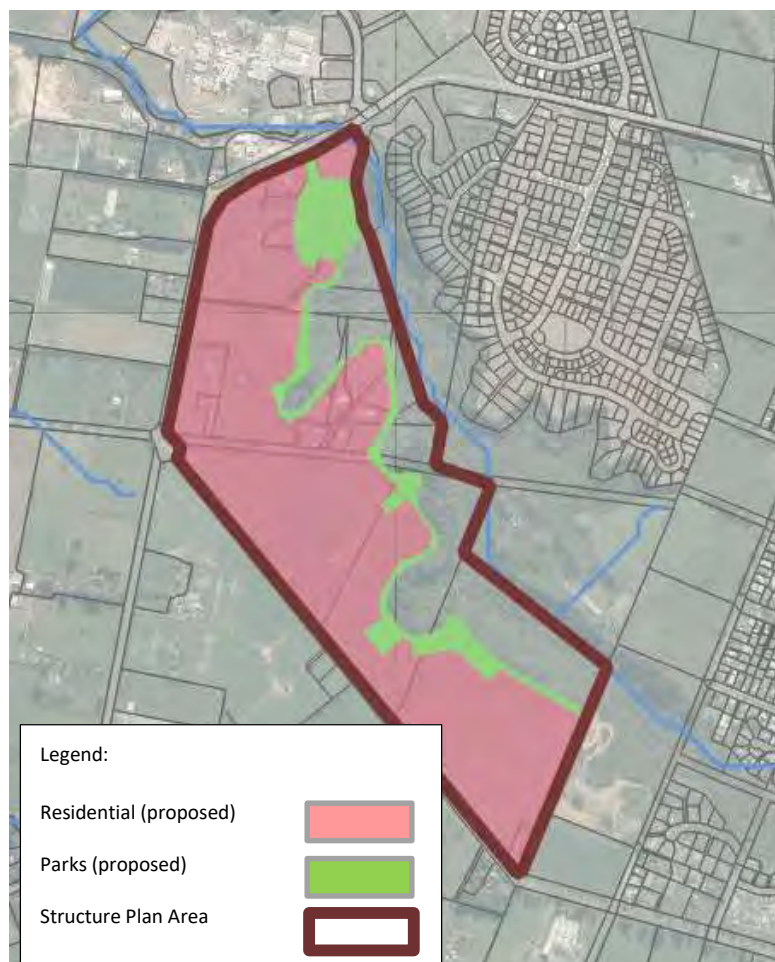 Legend:
Residential (proposed)
Parks (proposed)
Structure Plan Area